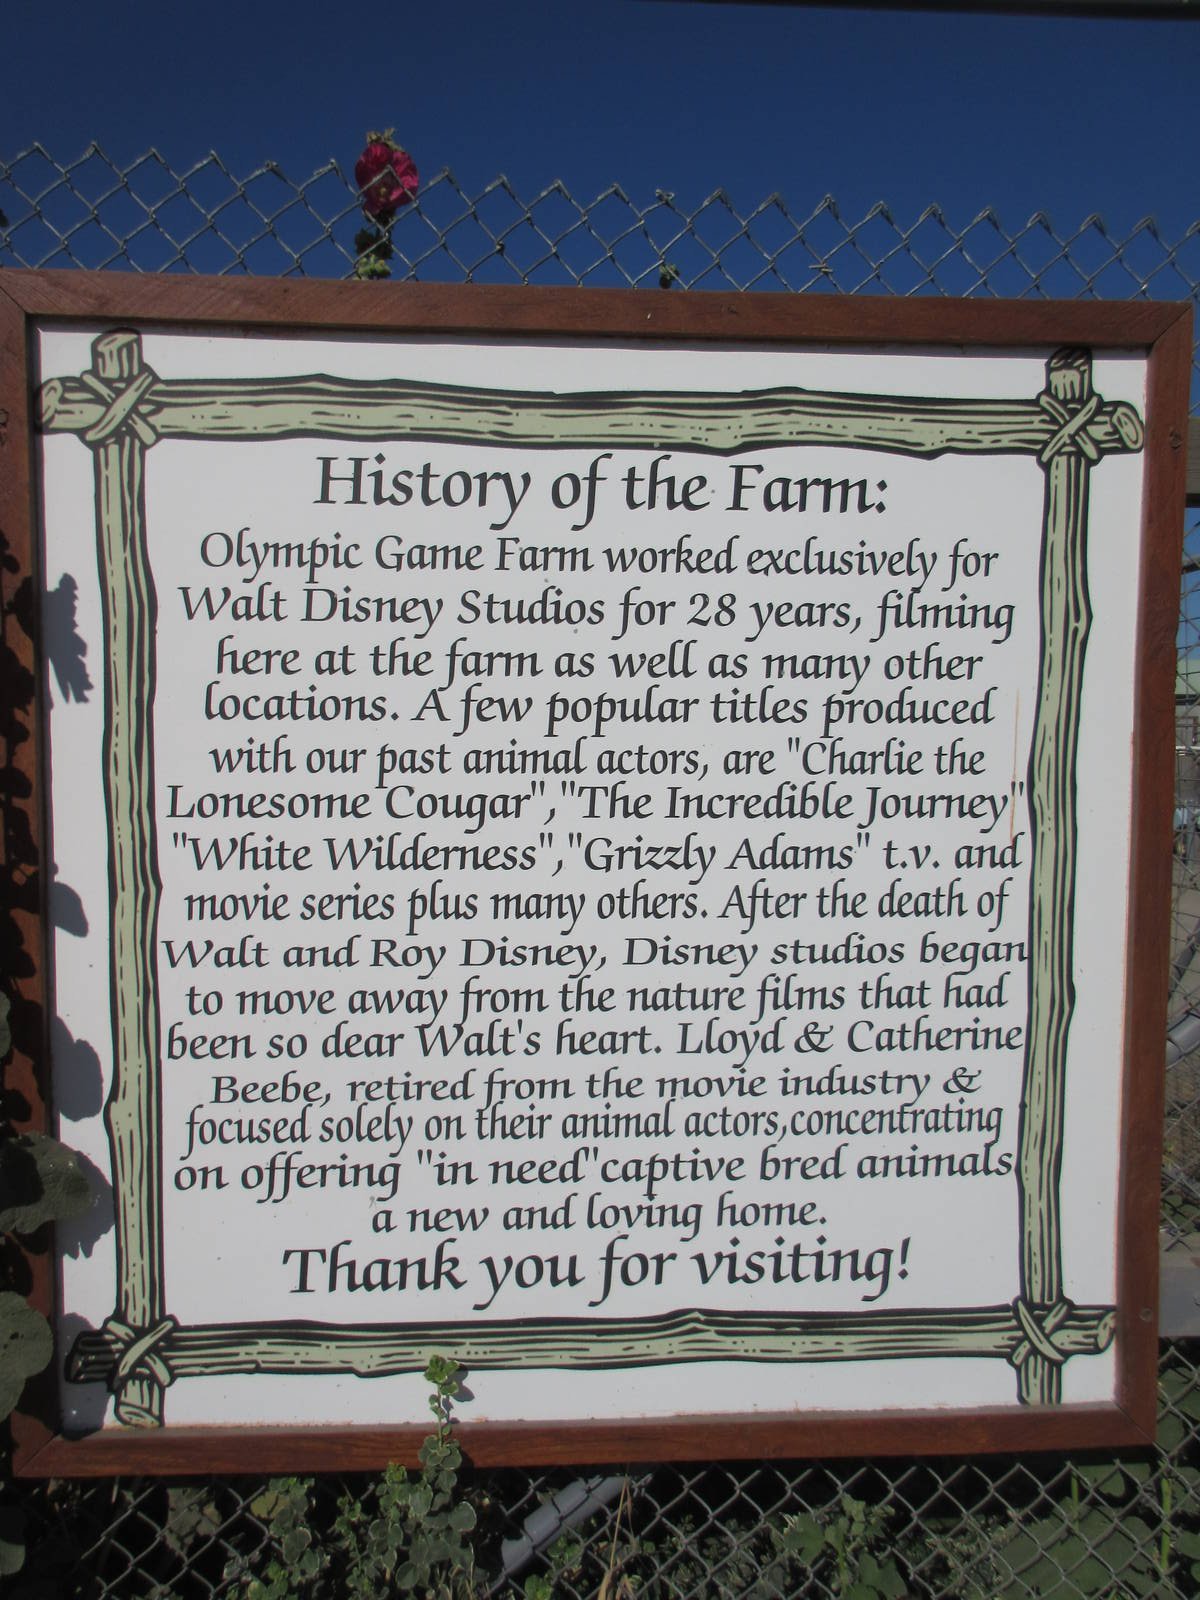 History of the Farm:
Olympic Game Farm worked exclusively for
Walt Disney Studios for 28 years, filming
here at the farm as well as many other
locations. A few popular titles produced
with our past animal actors, are "Charlie the
Lonesome Cougar","The Incredible Journey"
"White Wilderness","Grizzly Adams" t.v. and
movie series plus many others. After the death of
Walt and Roy Disney, Disney studios began
to move away from the nature films that had
been so dear Walt's heart. Lloyd & Catherine
Beebe, retired from the movie industry &
focused solely on their animal actors,concentrating
on offering "in need"captive bred animals
a new and loving home.
Thank you for visiting!